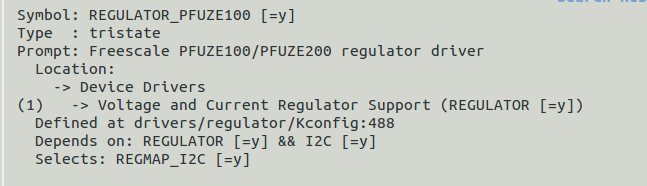 Symbol: REGULATOR_PFUZE100 [=y]
Type  : tristate
Prompt: Freescale PFUZE100/PFUZE200 regulator driver
  Location:
    -> Device Drivers
(1)   -> Voltage and Current Regulator Support (REGULATOR [=y])
  Defined at drivers/regulator/Kconfig:488
  Depends on: REGULATOR [=y] && I2C [=y]
  Selects: REGMAP_I2C [=y]